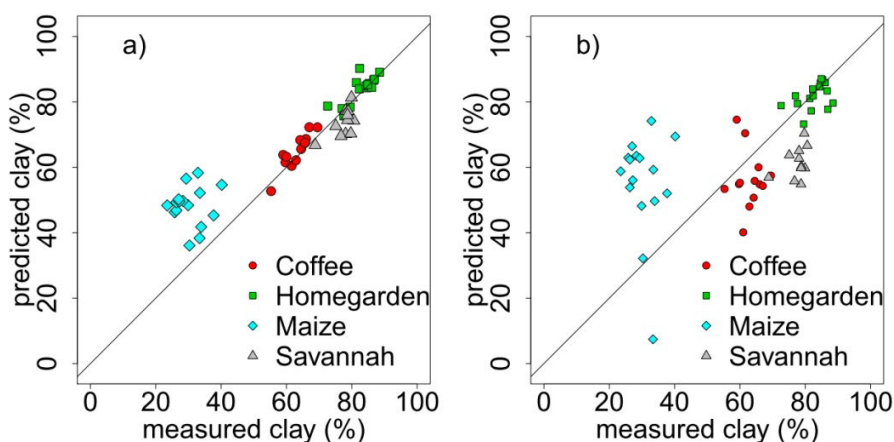 a)
predicted clay (%)
100
80
60
40
20
0
Coffee
Homegarden
Maize
Savannah
0 20 40 60 80 100
measured clay (%)
b)
predicted clay (%)
100
80
60
40
20
0
Coffee
Homegarden
Maize
Savannah
0 20 40 60 80 100
measured clay (%)